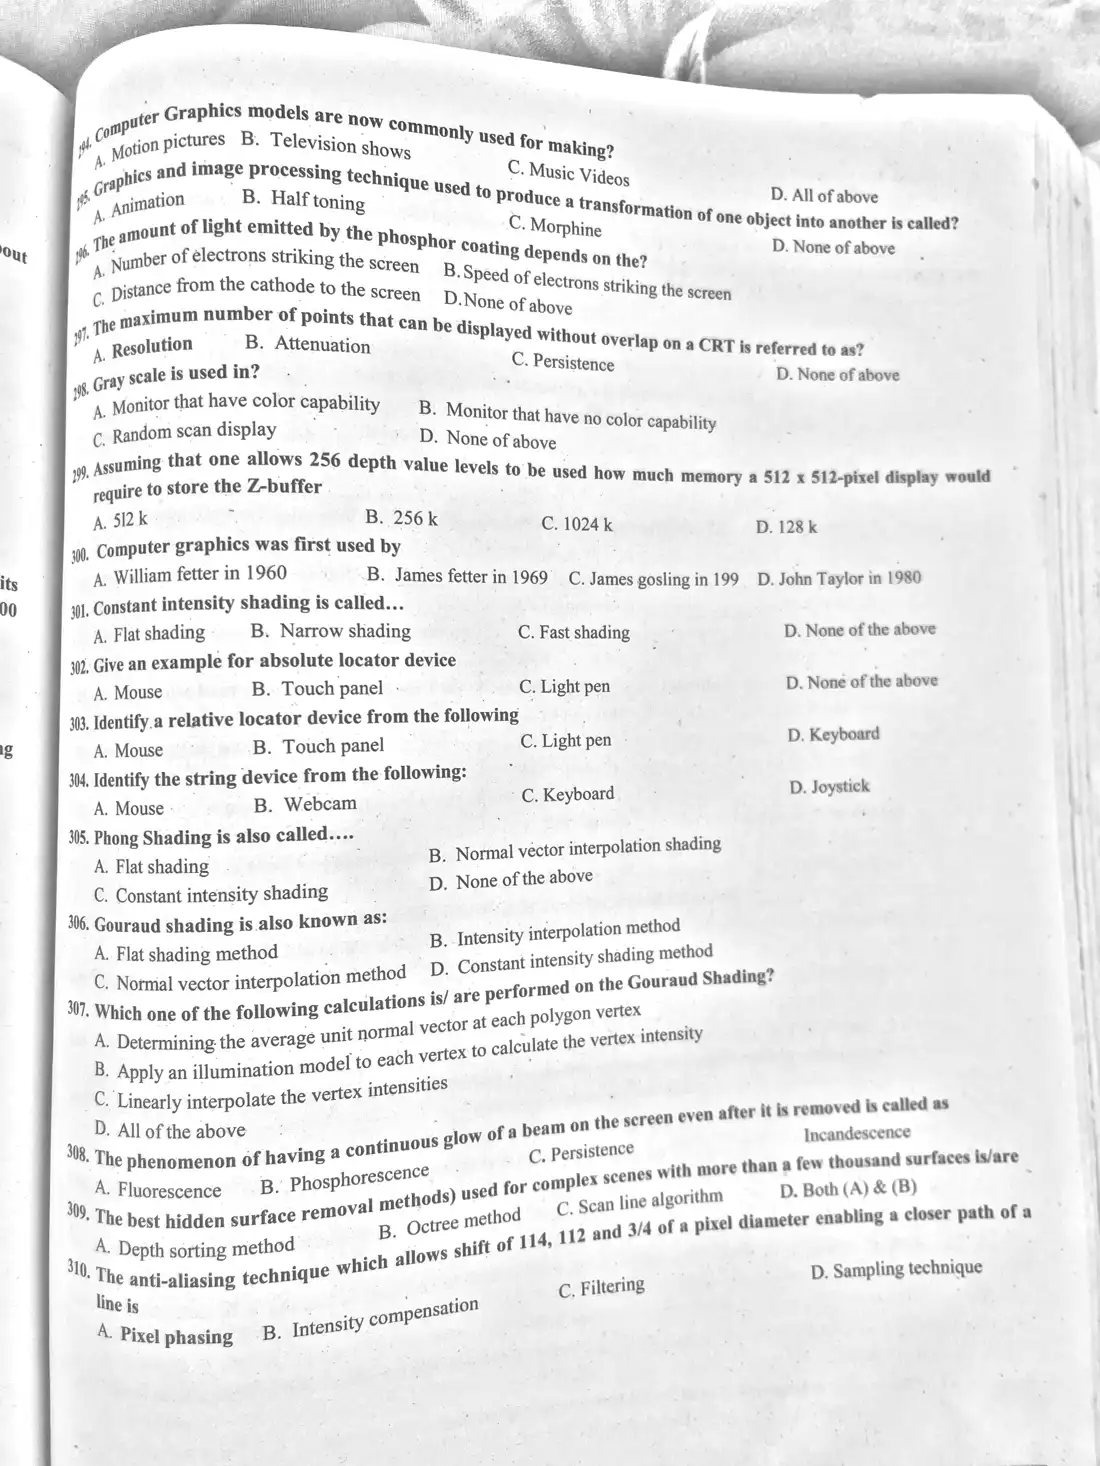 out
its
00
ng
294. Computer Graphics models are now commonly used for making?
A. Motion pictures B. Television shows C. Music Videos D. All of above
295. Graphics and image processing technique used to produce a transformation of one object into another is called?
A. Animation B. Half toning C. Morphine D. None of above
296. The amount of light emitted by the phosphor coating depends on the?
A. Number of electrons striking the screen B. Speed of electrons striking the screen
C. Distance from the cathode to the screen D.None of above
297. The maximum number of points that can be displayed without overlap on a CRT is referred to as?
A. Resolution B. Attenuation C. Persistence D. None of above
298. Gray scale is used in?
A. Monitor that have color capability B. Monitor that have no color capability
C. Random scan display D. None of above
299. Assuming that one allows 256 depth value levels to be used how much memory a 512 x 512-pixel display would
require to store the Z-buffer
A. 512 k B. 256 k C. 1024 k D. 128 k
300. Computer graphics was first used by
A. William fetter in 1960 B. James fetter in 1969 C. James gosling in 199 D. John Taylor in 1980
301. Constant intensity shading is called...
A. Flat shading B. Narrow shading C. Fast shading D. None of the above
302. Give an example for absolute locator device
A. Mouse B. Touch panel C. Light pen D. None of the above
303. Identify a relative locator device from the following
A. Mouse B. Touch panel C. Light pen D. Keyboard
304. Identify the string device from the following:
A. Mouse B. Webcam C. Keyboard D. Joystick
305. Phong Shading is also called....
A. Flat shading B. Normal vector interpolation shading
C. Constant intensity shading D. None of the above
306. Gouraud shading is also known as:
A. Flat shading method B. Intensity interpolation method
C. Normal vector interpolation method D. Constant intensity shading method
307. Which one of the following calculations is/ are performed on the Gouraud Shading?
A. Determining the average unit normal vector at each polygon vertex
B. Apply an illumination model to each vertex to calculate the vertex intensity
C. Linearly interpolate the vertex intensities
D. All of the above
308. The phenomenon of having a continuous glow of a beam on the screen even after it is removed is called as
A. Fluorescence B. Phosphorescence C. Persistence Incandescence
309. The best hidden surface removal methods) used for complex scenes with more than a few thousand surfaces is/are
A. Depth sorting method B. Octree method C. Scan line algorithm D. Both (A) & (B)
310. The anti-aliasing technique which allows shift of 114, 112 and 3/4 of a pixel diameter enabling a closer path of a
line is
A. Pixel phasing B. Intensity compensation C. Filtering D. Sampling technique